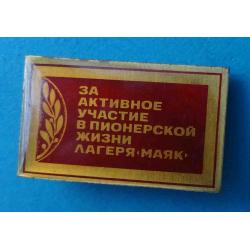 ЗА
АКТИВНОЕ
УЧАСТИЕ
В ПИОНЕРСКОЙ
ЖИЗНИ
ЛАГЕРЯ «МАЯК»